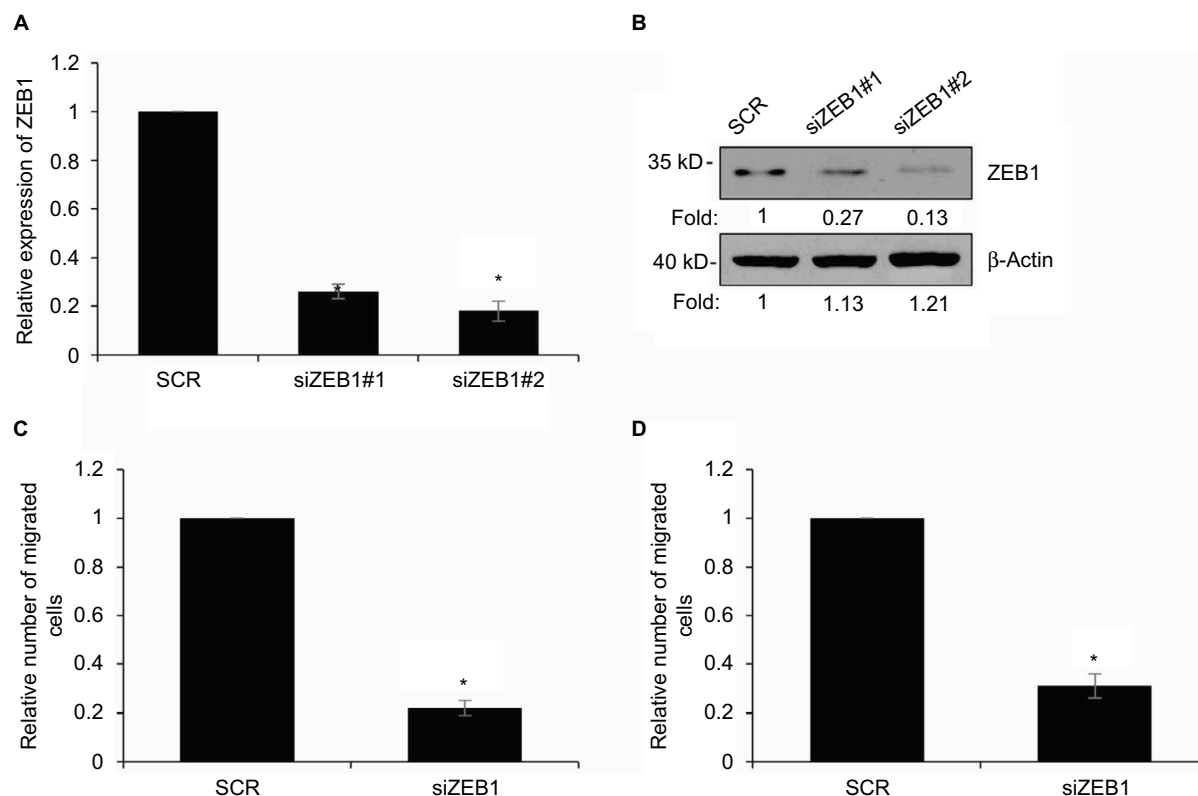 A
Relative expression of ZEB1
1.2
1
0.8
0.6
0.4
0.2
0
*
*
SCR
siZEB1#1
siZEB1#2
B
SCR
siZEB1#1
siZEB1#2
35 kD-
ZEB1
Fold: 1 0.27 0.13
40 kD-
β-Actin
Fold: 1 1.13 1.21
C
Relative number of migrated
cells
1.2
1
0.8
0.6
0.4
0.2
0
*
SCR
siZEB1
D
Relative number of migrated
cells
1.2
1
0.8
0.6
0.4
0.2
0
*
SCR
siZEB1